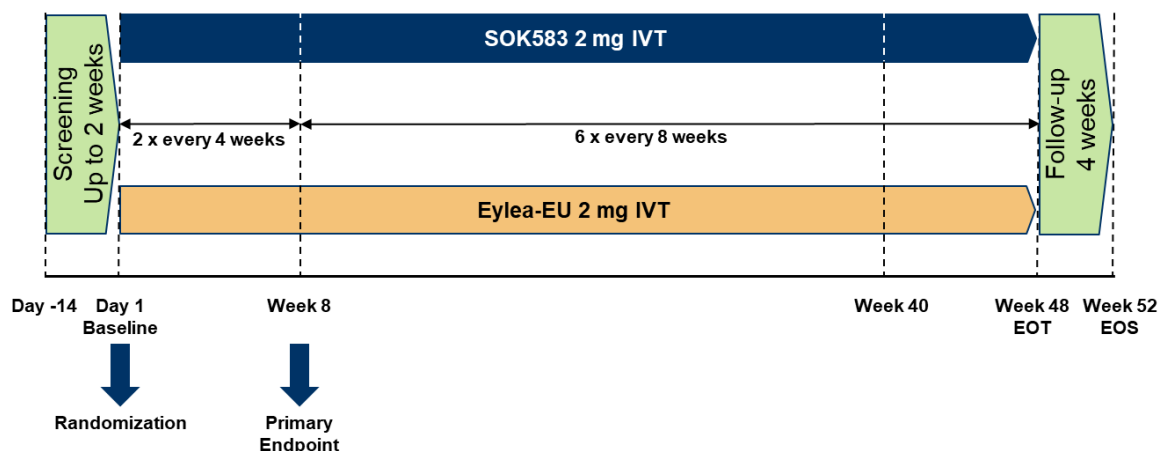 SOK583 2 mg IVT
Screening
Up to 2 weeks
2 x every 4 weeks
6 x every 8 weeks
Follow-up
4 weeks
Eylea-EU 2 mg IVT
Day -14
Day 1
Baseline
Week 8
Week 40
Week 48
EOT
Week 52
EOS
Randomization
Primary
Endpoint